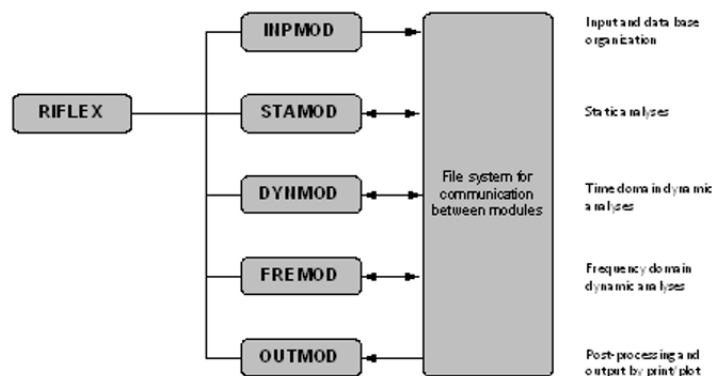 INPMOD
Input and data base
organization
RIFLEX
STAMOD
Static analyses
File system for
communication
between modules
DYNMOD
Time domain dynamic
analyses
FREMOD
Frequency domain
dynamic analyses
OUTMOD
Post-processing and
output by print/plot